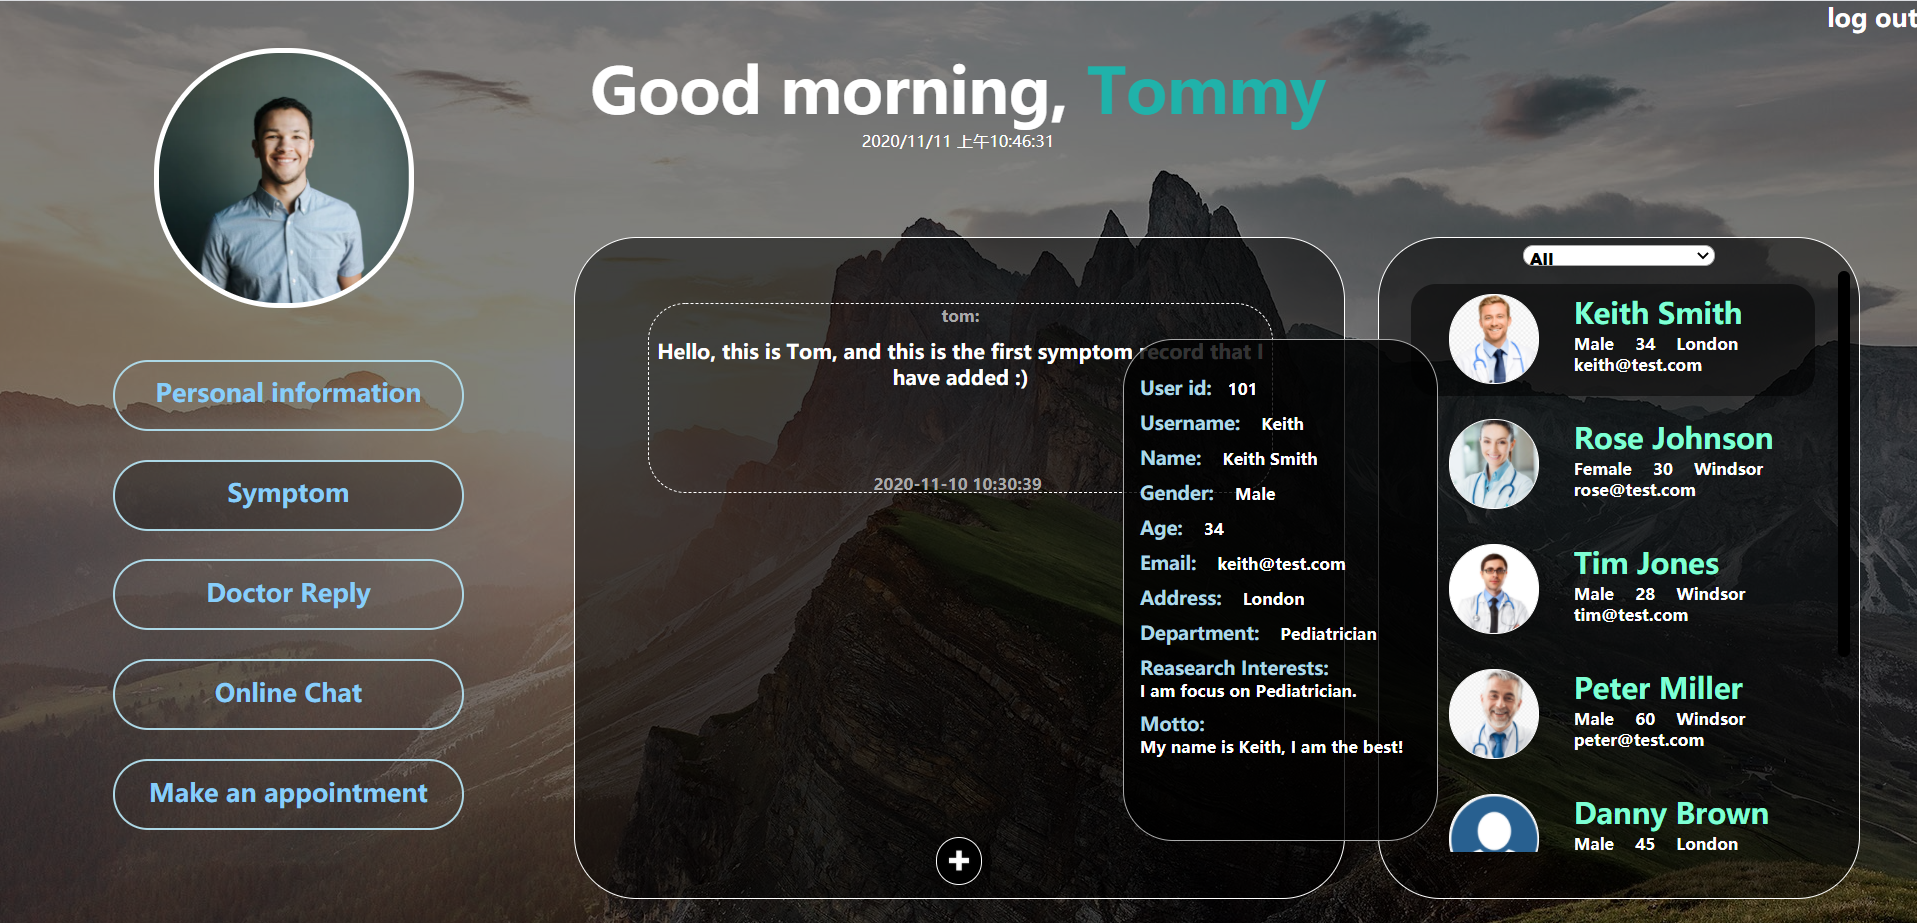 log out
Good morning, Tommy
2020/11/11 上午10:46:31
Personal information
Symptom
Doctor Reply
Online Chat
Make an appointment
tom:
Hello, this is Tom, and this is the first symptom record that I
have added :)
2020-11-10 10:30:39
User id: 101
Username: Keith
Name: Keith Smith
Gender: Male
Age: 34
Email: keith@test.com
Address: London
Department: Pediatrician
Reasearch Interests:
I am focus on Pediatrician.
Motto:
My name is Keith, I am the best!
All
Keith Smith
Male 34 London
keith@test.com
Rose Johnson
Female 30 Windsor
rose@test.com
Tim Jones
Male 28 Windsor
tim@test.com
Peter Miller
Male 60 Windsor
peter@test.com
Danny Brown
Male 45 London